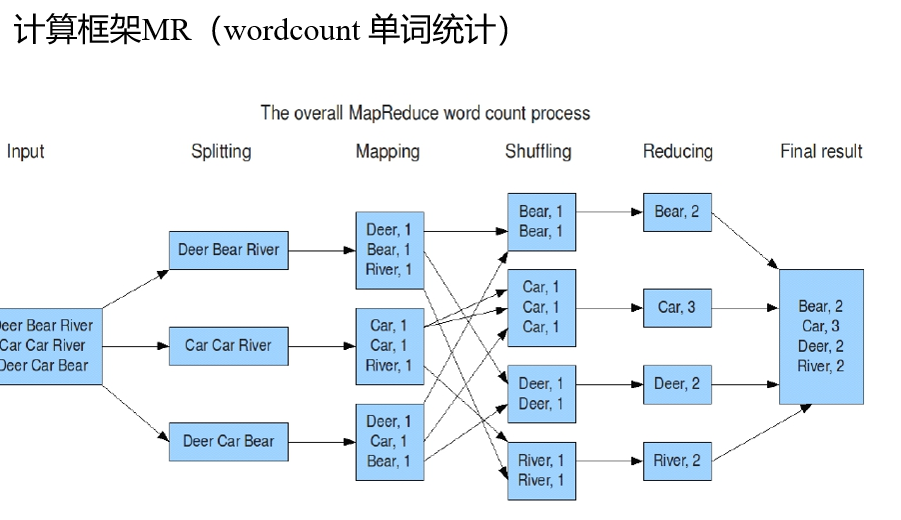 计算框架MR（wordcount 单词统计）
The overall MapReduce word count process
Input
Splitting
Mapping
Shuffling
Reducing
Final result
Deer Bear River
Car Car River
Deer Car Bear
Deer Bear River
Car Car River
Deer Car Bear
Deer, 1
Bear, 1
River, 1
Car, 1
Car, 1
River, 1
Deer, 1
Car, 1
Bear, 1
Bear, 1
Bear, 1
Car, 1
Car, 1
Car, 1
Deer, 1
Deer, 1
River, 1
River, 1
Bear, 2
Car, 3
Deer, 2
River, 2
Bear, 2
Car, 3
Deer, 2
River, 2